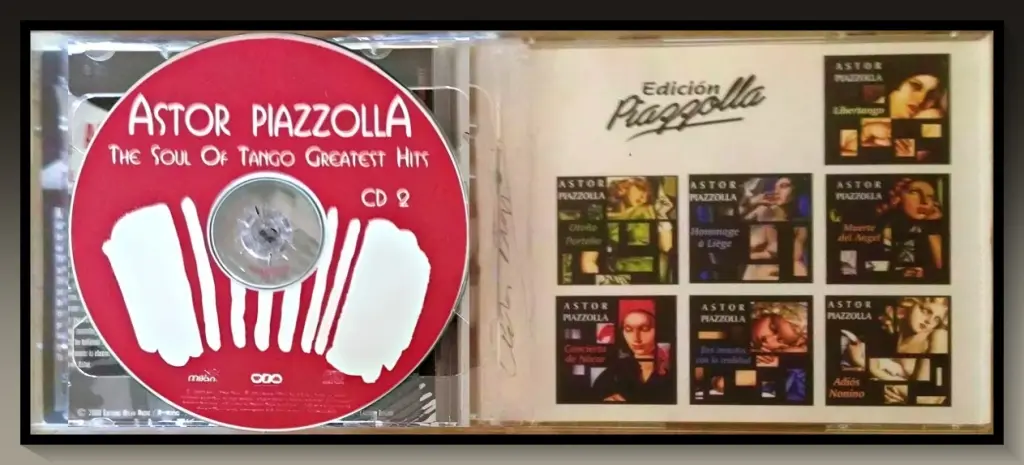 ASTOR PIAZZOLLA
THE SOUL OF TANGO GREATEST HITS
CD 2
milan
Edición
Piazzolla
ASTOR
PIAZZOLLA
Libertango
ASTOR
PIAZZOLLA
Otoño
Porteño
ASTOR
PIAZZOLLA
Hommage
à Liège
ASTOR
PIAZZOLLA
Muerte
del Angel
ASTOR
PIAZZOLLA
Concierto
de Nácar
ASTOR
PIAZZOLLA
con la realidad
ASTOR
PIAZZOLLA
Adiós
Nonino